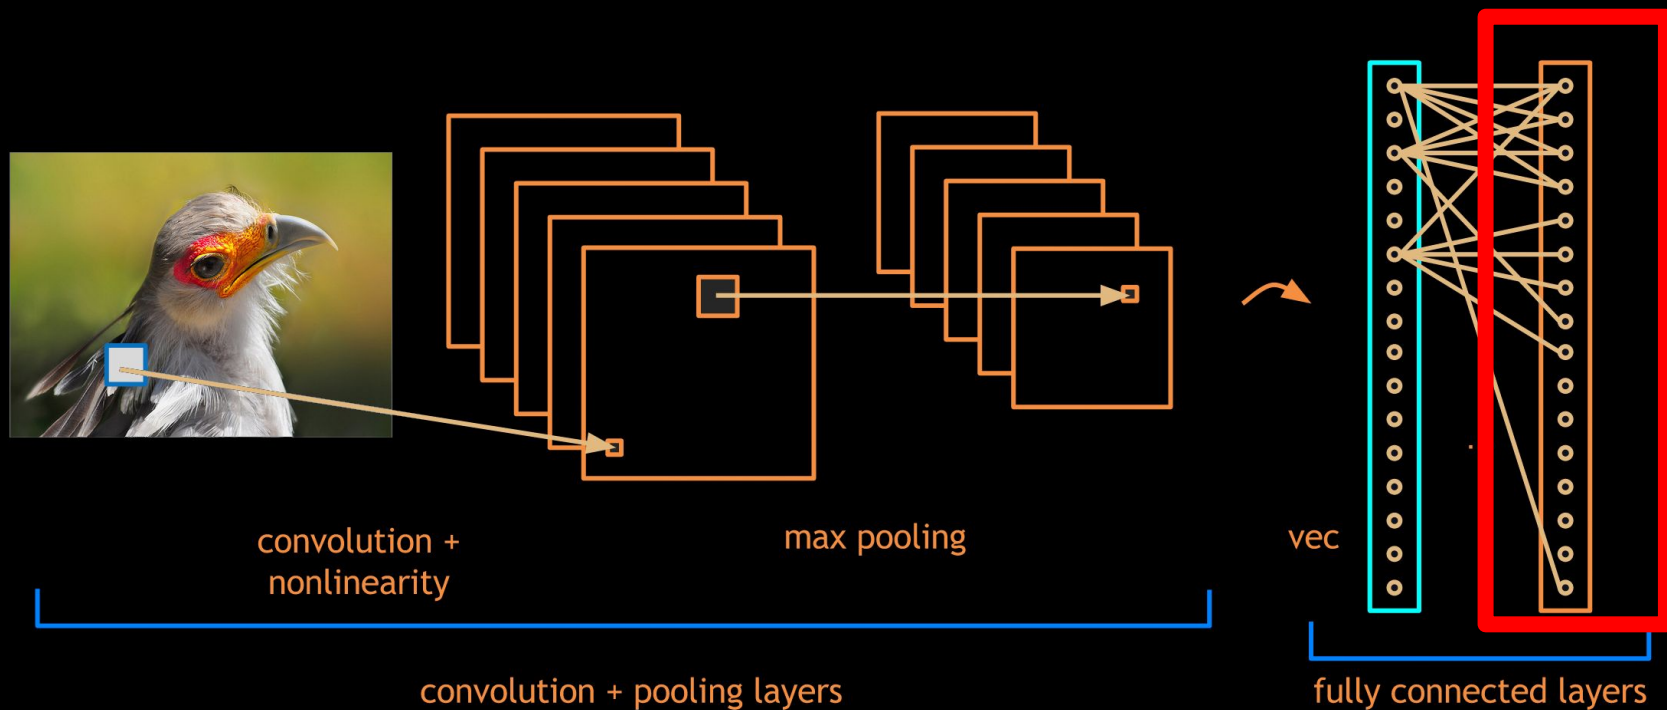 convolution +
nonlinearity
max pooling
vec
convolution + pooling layers
fully connected layers